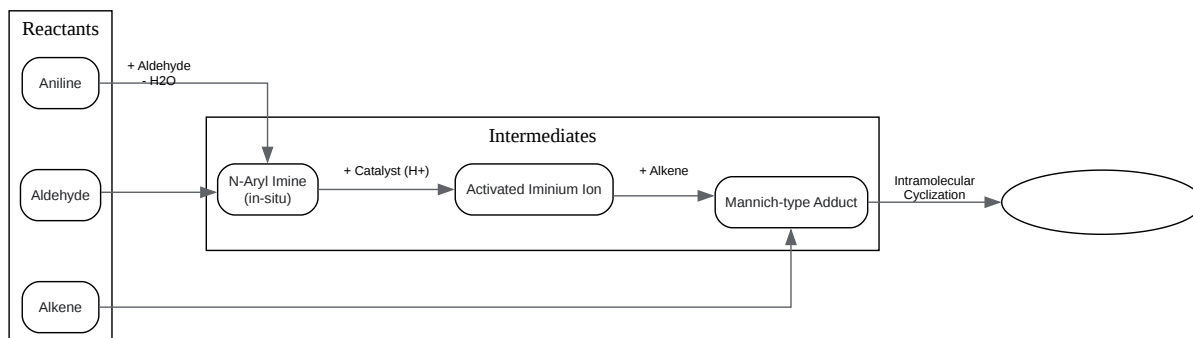 Reactants
Aniline
+ Aldehyde
- H2O
Intermediates
Aldehyde
N-Aryl Imine
(in-situ)
+ Catalyst (H+)
Activated Iminium Ion
+ Alkene
Mannich-type Adduct
Intramolecular
Cyclization
Alkene